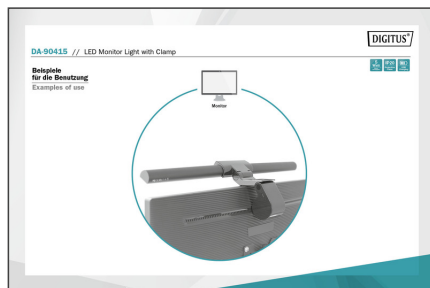 DIGITUS®
DA-90415 // LED Monitor Light with Clamp
Beispiele
für die Benutzung
Examples of use
Monitor